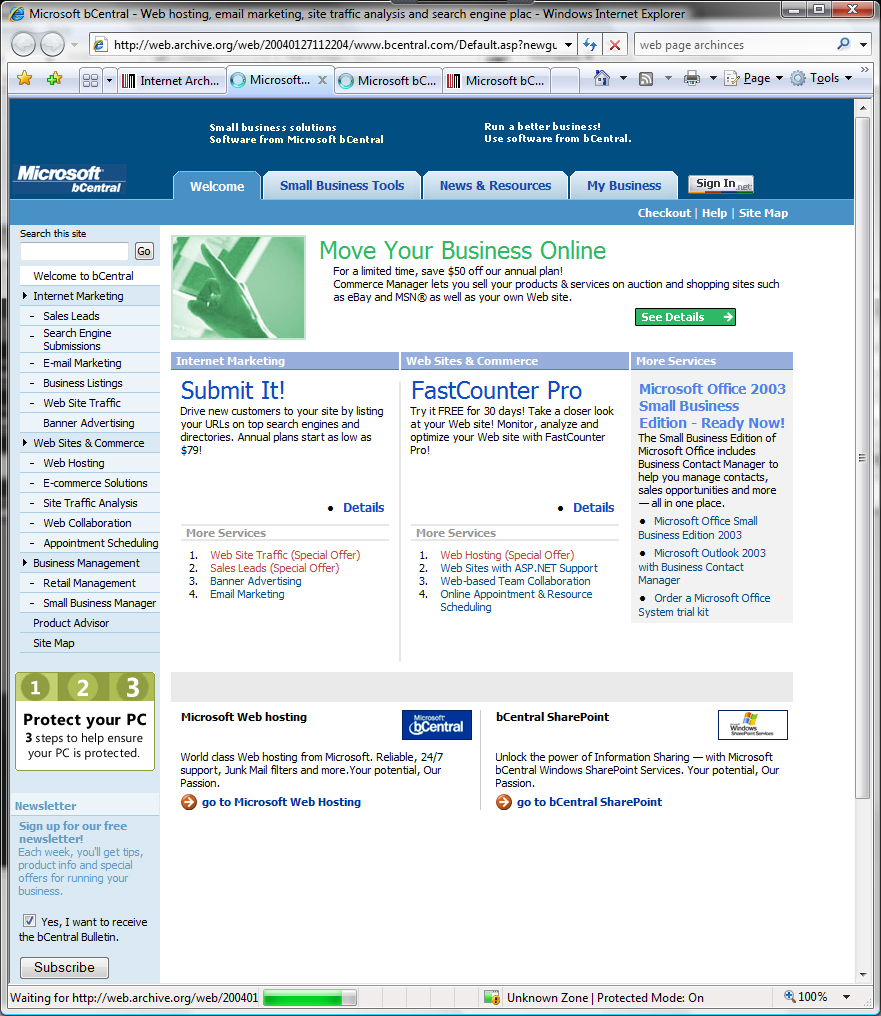 Microsoft bCentral - Web hosting, email marketing, site traffic analysis and search engine plac - Windows Internet Explorer
http://web.archive.org/web/20040127112204/www.bcentral.com/Default.asp?newgu
web page archinces
Internet Arch...
Microsoft...
Microsoft bC...
Microsoft bC...
Page
Tools
Small business solutions
Software from Microsoft bCentral
Run a better business!
Use software from bCentral.
Microsoft
bCentral
Welcome
Small Business Tools
News & Resources
My Business
Sign In .net
Checkout | Help | Site Map
Search this site
Go
Welcome to bCentral
Internet Marketing
- Sales Leads
- Search Engine
Submissions
- E-mail Marketing
- Business Listings
- Web Site Traffic
Banner Advertising
Web Sites & Commerce
- Web Hosting
- E-commerce Solutions
- Site Traffic Analysis
- Web Collaboration
- Appointment Scheduling
Business Management
- Retail Management
- Small Business Manager
Product Advisor
Site Map
1 2 3
Protect your PC
3 steps to help ensure
your PC is protected.
Newsletter
Sign up for our free
newsletter!
Each week, you'll get tips,
product info and special
offers for running your
business.
Yes, I want to receive
the bCentral Bulletin.
Subscribe
Move Your Business Online
For a limited time, save $50 off our annual plan!
Commerce Manager lets you sell your products & services on auction and shopping sites such
as eBay and MSN® as well as your own Web site.
See Details
Internet Marketing
Submit It!
Drive new customers to your site by listing
your URLs on top search engines and
directories. Annual plans start as low as
$79!
• Details
More Services
1. Web Site Traffic (Special Offer)
2. Sales Leads (Special Offer)
3. Banner Advertising
4. Email Marketing
Web Sites & Commerce
FastCounter Pro
Try it FREE for 30 days! Take a closer look
at your Web site! Monitor, analyze and
optimize your Web site with FastCounter
Pro!
• Details
More Services
1. Web Hosting (Special Offer)
2. Web Sites with ASP.NET Support
3. Web-based Team Collaboration
4. Online Appointment & Resource
Scheduling
More Services
Microsoft Office 2003
Small Business
Edition - Ready Now!
The Small Business Edition of
Microsoft Office includes
Business Contact Manager to
help you manage contacts,
sales opportunities and more
— all in one place.
• Microsoft Office Small
Business Edition 2003
• Microsoft Outlook 2003
with Business Contact
Manager
• Order a Microsoft Office
System trial kit
Microsoft Web hosting
Microsoft
bCentral
World class Web hosting from Microsoft. Reliable, 24/7
support, Junk Mail filters and more.Your potential, Our
Passion.
go to Microsoft Web Hosting
bCentral SharePoint
Microsoft
Windows
SharePoint Services
Unlock the power of Information Sharing — with Microsoft
bCentral Windows SharePoint Services. Your potential, Our
Passion.
go to bCentral SharePoint
Waiting for http://web.archive.org/web/200401
Unknown Zone | Protected Mode: On
100%